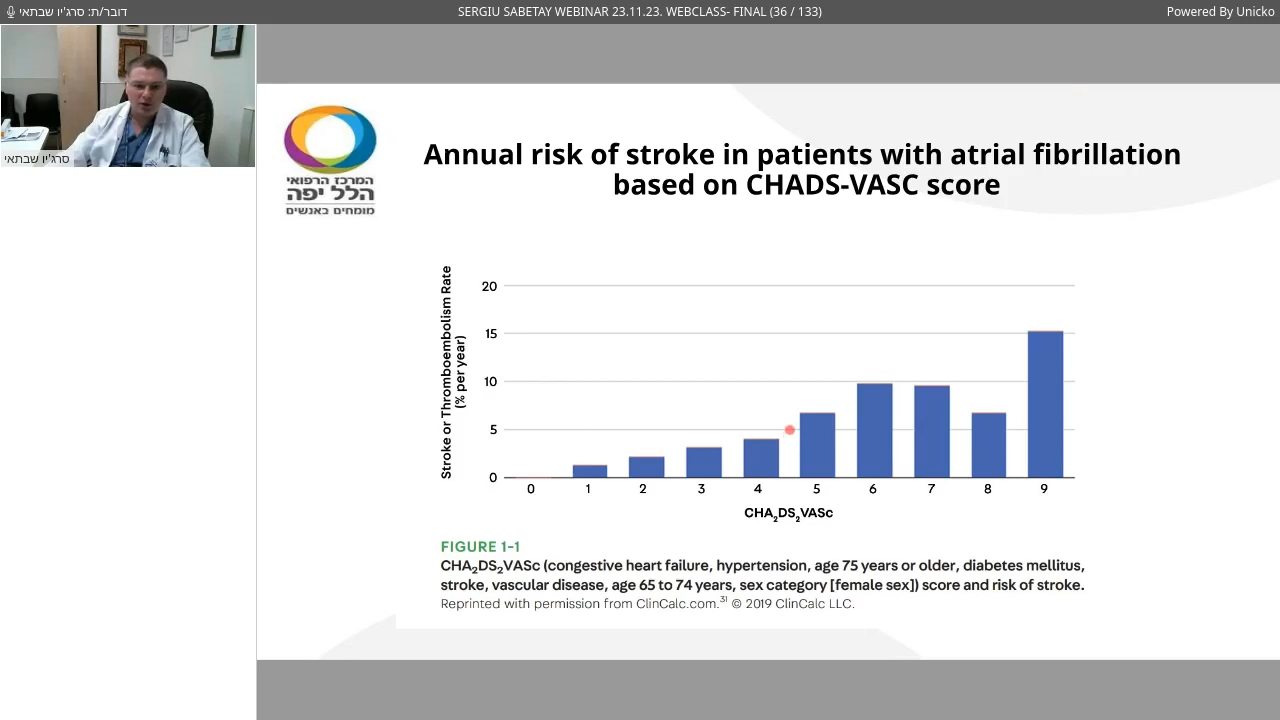 דובר/ת: סרג'יו שבתאי
SERGIU SABETAY WEBINAR 23.11.23. WEBCLASS- FINAL (36 / 133)
Powered By Unicko
סרג'יו שבתאי
המרכז הרפואי
הלל יפה
מומחים באנשים
Annual risk of stroke in patients with atrial fibrillation
based on CHADS-VASC score
Stroke or Thromboembolism Rate
(% per year)
20
15
10
5
0
0 1 2 3 4 5 6 7 8 9
CHA₂DS₂VASc
FIGURE 1-1
CHA₂DS₂VASc (congestive heart failure, hypertension, age 75 years or older, diabetes mellitus,
stroke, vascular disease, age 65 to 74 years, sex category [female sex]) score and risk of stroke.
Reprinted with permission from ClinCalc.com.³¹ © 2019 ClinCalc LLC.